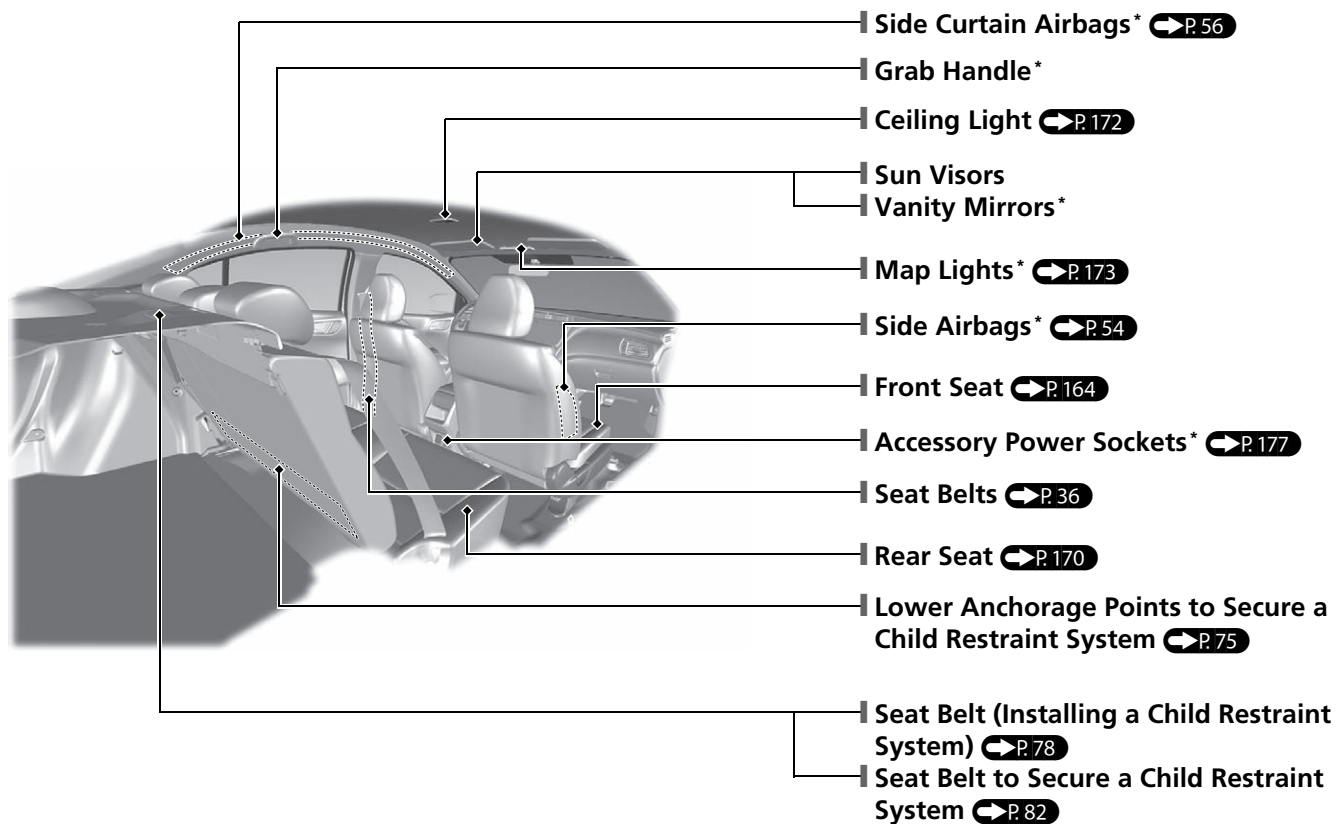 Side Curtain Airbags* P. 56
Grab Handle*
Ceiling Light P. 172
Sun Visors
Vanity Mirrors*
Map Lights* P. 173
Side Airbags* P. 54
Front Seat P. 164
Accessory Power Sockets* P. 177
Seat Belts P. 36
Rear Seat P. 170
Lower Anchorage Points to Secure a
Child Restraint System P. 75
Seat Belt (Installing a Child Restraint
System) P. 78
Seat Belt to Secure a Child Restraint
System P. 82